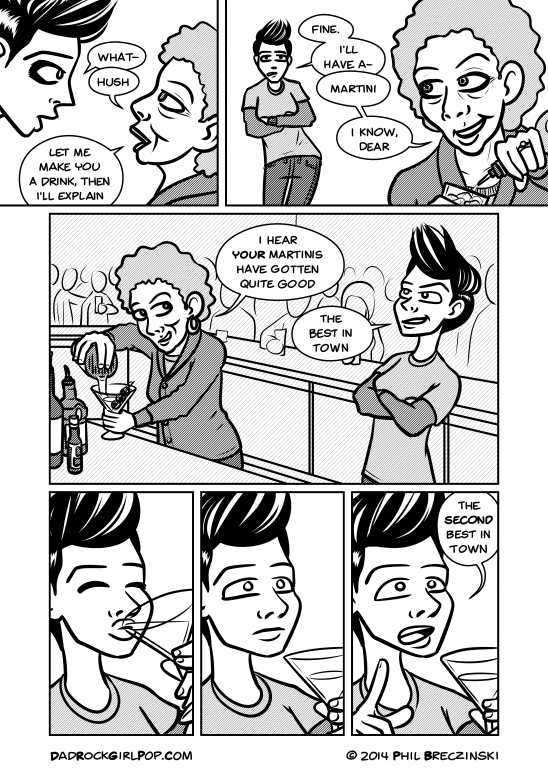 WHAT–
HUSH
LET ME
MAKE YOU
A DRINK, THEN
I'LL EXPLAIN
FINE.
I'LL
HAVE A–
MARTINI
I KNOW,
DEAR
I HEAR
YOUR MARTINIS
HAVE GOTTEN
QUITE GOOD
THE
BEST IN
TOWN
THE
SECOND
BEST IN
TOWN
DADROCKGIRLPOP.COM
© 2014 PHIL BRECZINSKI